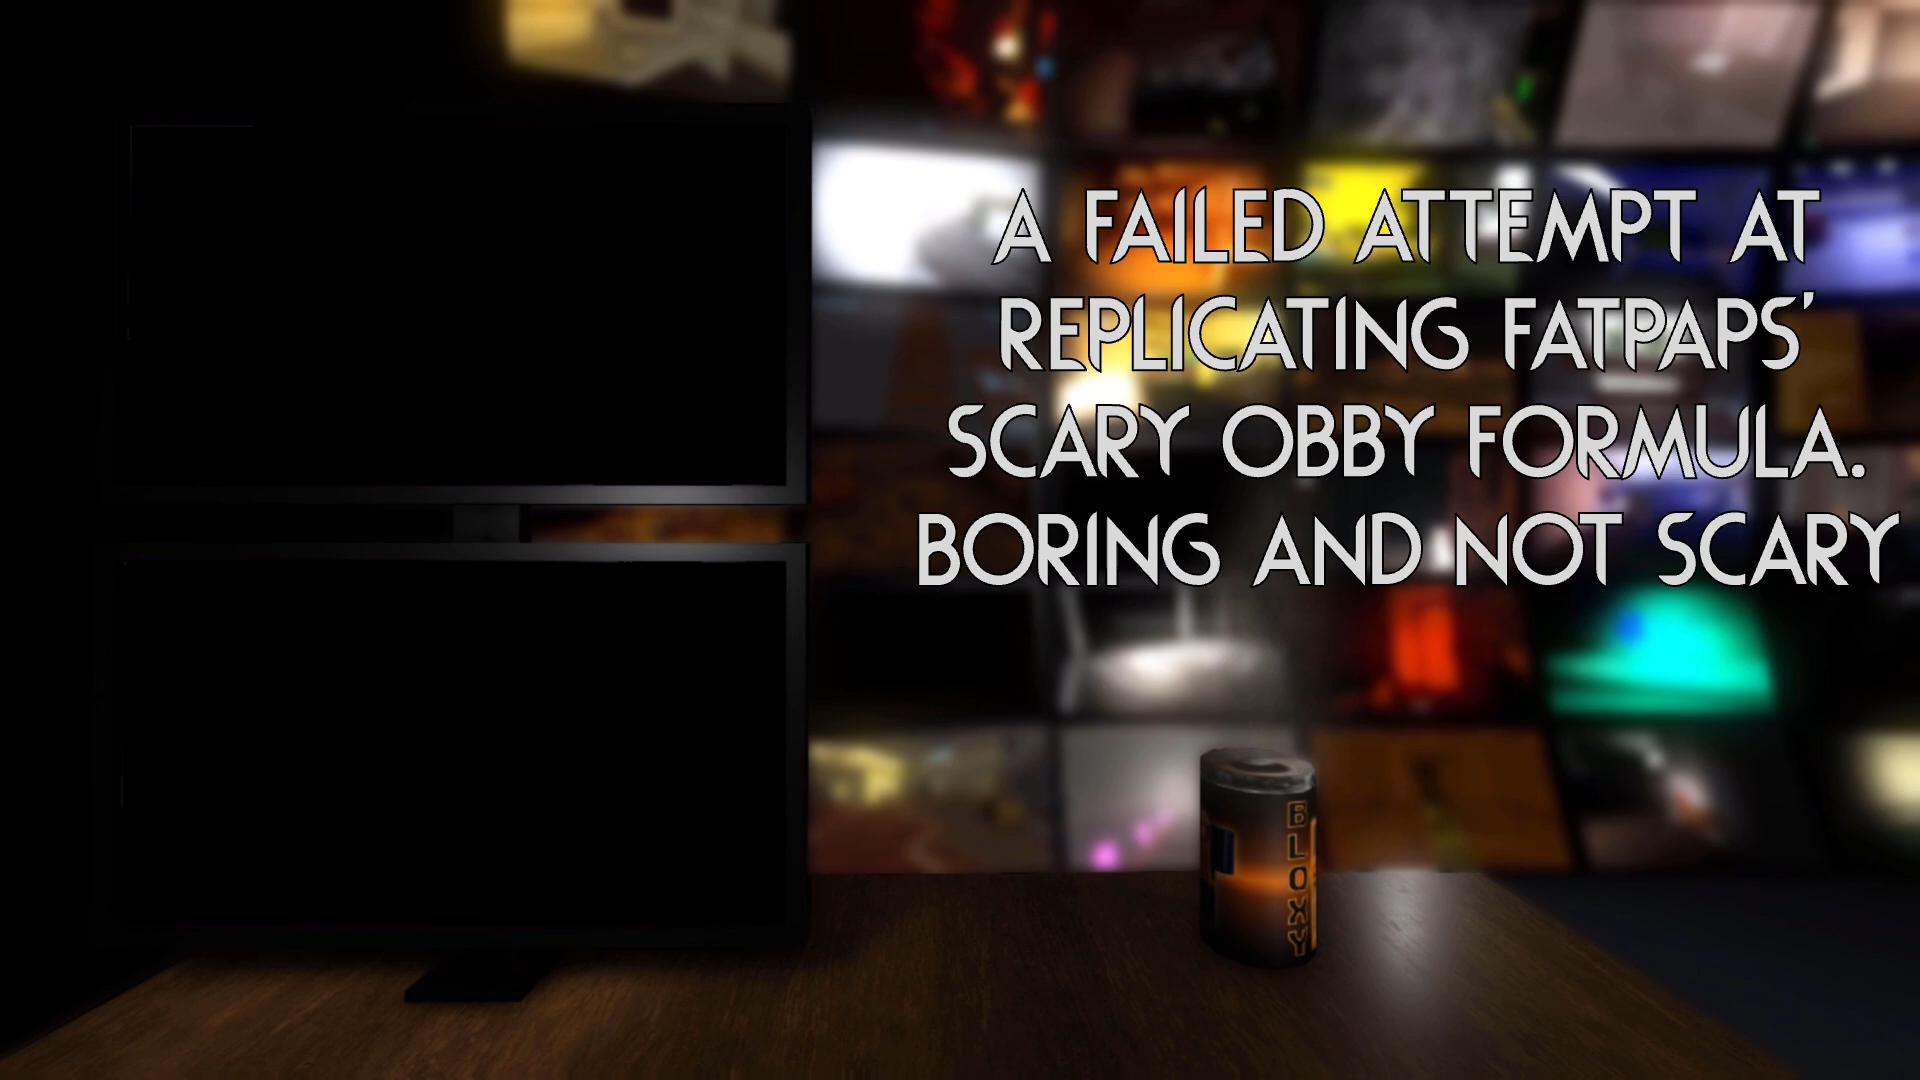 A FAILED ATTEMPT AT
REPLICATING FATPAPS'
SCARY OBBY FORMULA.
BORING AND NOT SCARY
BLOXY